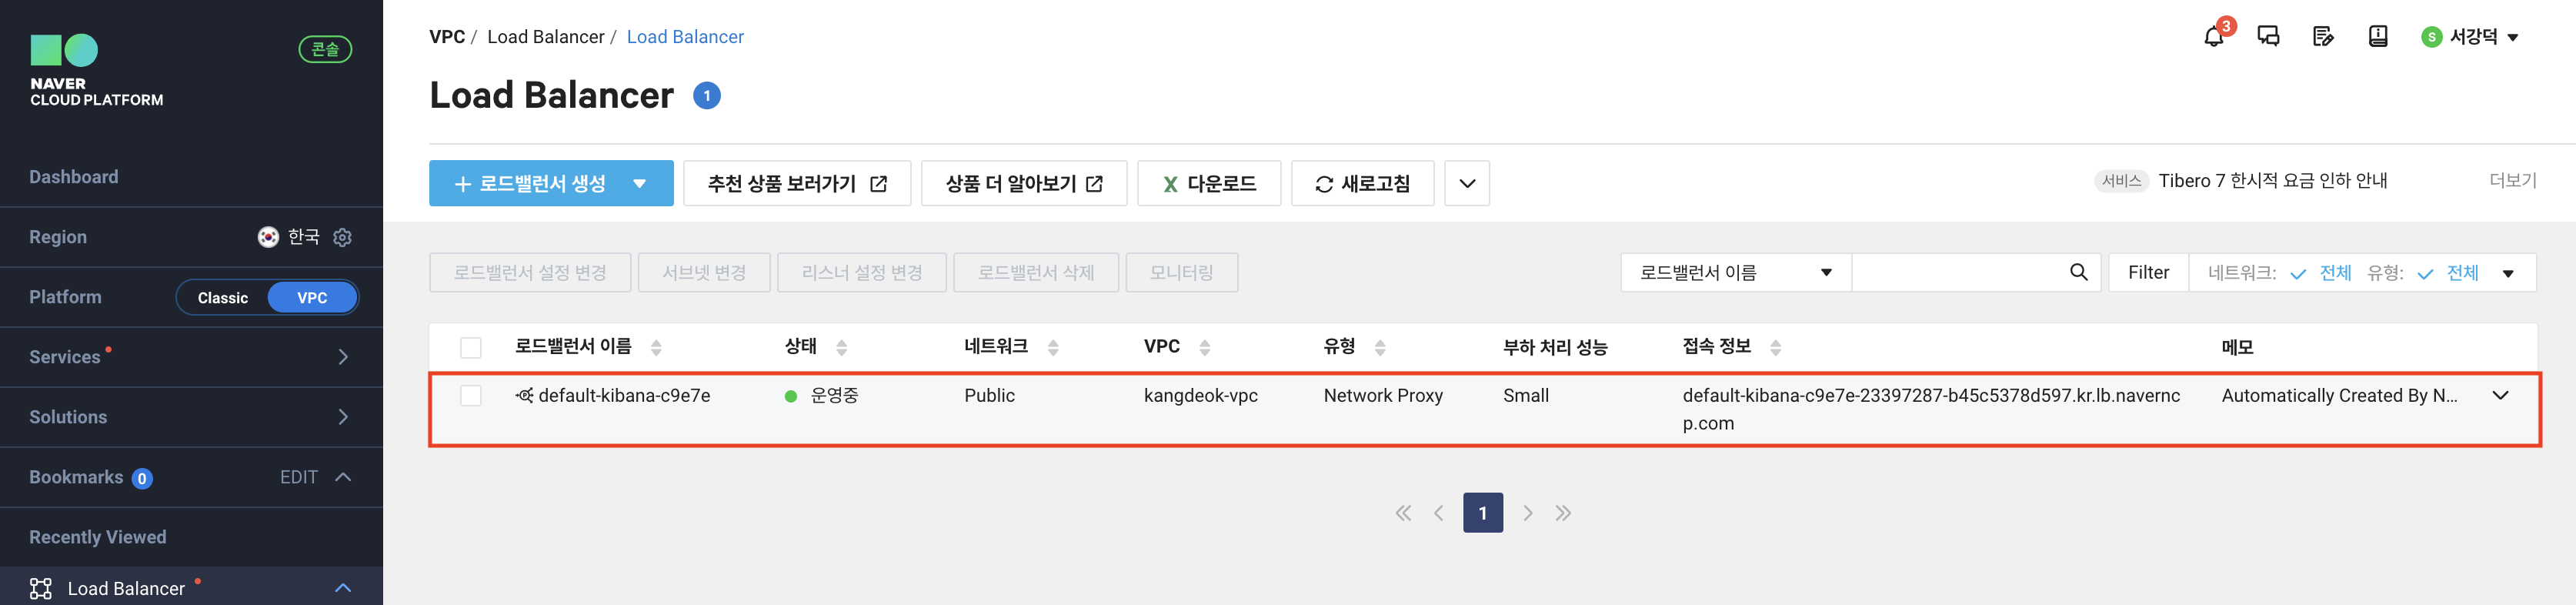 콘솔
NAVER
CLOUD PLATFORM
Dashboard
Region 한국
Platform Classic VPC
Services
Solutions
Bookmarks 0 EDIT
Recently Viewed
Load Balancer
VPC / Load Balancer / Load Balancer
3 S 서강덕
Load Balancer 1
+ 로드밸런서 생성 추천 상품 보러가기 상품 더 알아보기 다운로드 새로고침
서비스 Tibero 7 한시적 요금 인하 안내 더보기
로드밸런서 설정 변경 서브넷 변경 리스너 설정 변경 로드밸런서 삭제 모니터링
로드밸런서 이름 Filter 네트워크: 전체 유형: 전체
로드밸런서 이름 상태 네트워크 VPC 유형 부하 처리 성능 접속 정보 메모
default-kibana-c9e7e 운영중 Public kangdeok-vpc Network Proxy Small default-kibana-c9e7e-23397287-b45c5378d597.kr.lb.navernc Automatically Created By N...
p.com
1